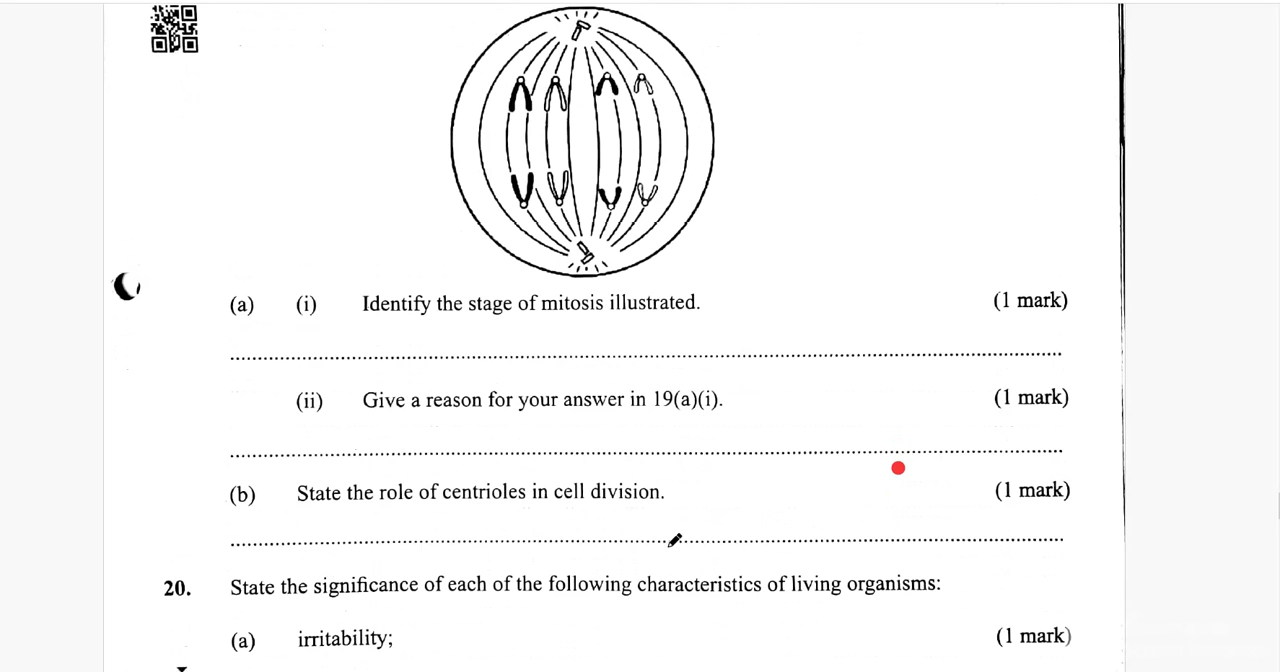 (a) (i) Identify the stage of mitosis illustrated. (1 mark)
(ii) Give a reason for your answer in 19(a)(i). (1 mark)
(b) State the role of centrioles in cell division. (1 mark)
20. State the significance of each of the following characteristics of living organisms:
(a) irritability; (1 mark)